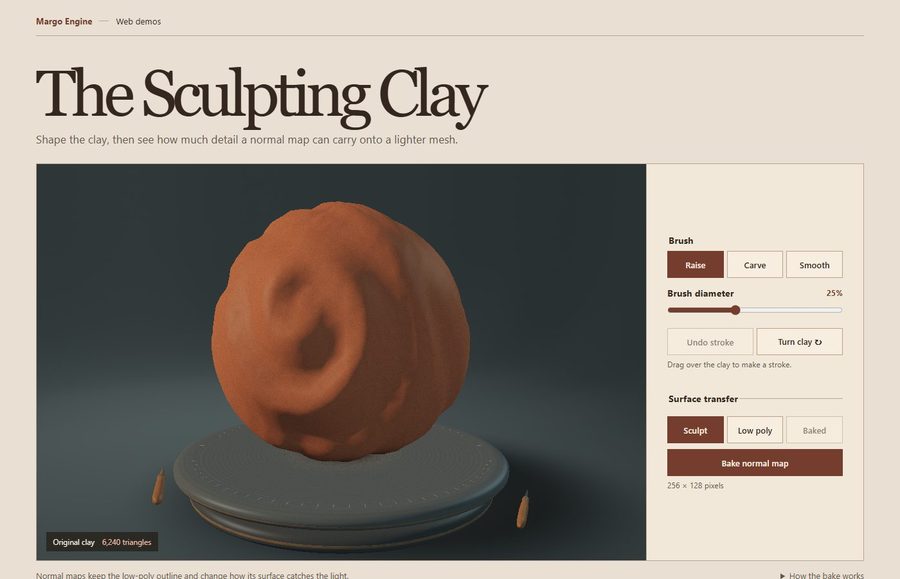 Margo Engine — Web demos
The Sculpting Clay
Shape the clay, then see how much detail a normal map can carry onto a lighter mesh.
Brush
Raise Carve Smooth
Brush diameter 25%
Undo stroke Turn clay ↻
Drag over the clay to make a stroke.
Surface transfer
Sculpt Low poly Baked
Bake normal map
256 × 128 pixels
Original clay 6,240 triangles
Normal maps keep the low-poly outline and change how its surface catches the light.
▶ How the bake works